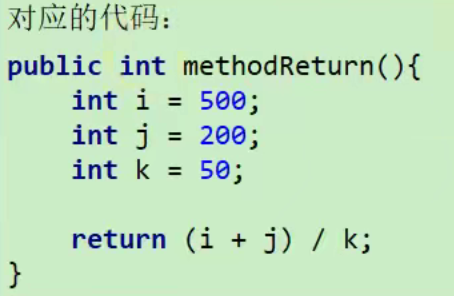 对应的代码：
public int methodReturn(){
    int i = 500;
    int j = 200;
    int k = 50;

    return (i + j) / k;
}